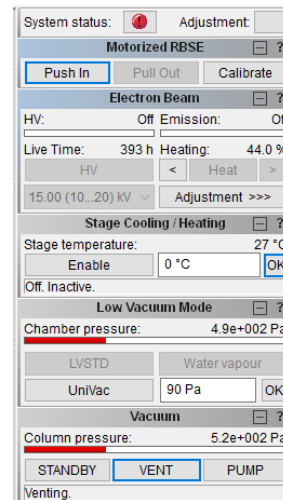 System status: Adjustment:
Motorized RBSE − ?
Push In Pull Out Calibrate
Electron Beam − ?
HV: Off Emission: Of
Live Time: 393 h Heating: 44.0 %
HV < Heat >
15.00 (10...20) kV Adjustment >>>
Stage Cooling / Heating − ?
Stage temperature: 27 °C
Enable 0 °C OK
Off. Inactive.
Low Vacuum Mode − ?
Chamber pressure: 4.9e+002 Pa
LVSTD Water vapour
UniVac 90 Pa OK
Vacuum − ?
Column pressure: 5.2e+002 Pa
STANDBY VENT PUMP
Venting.